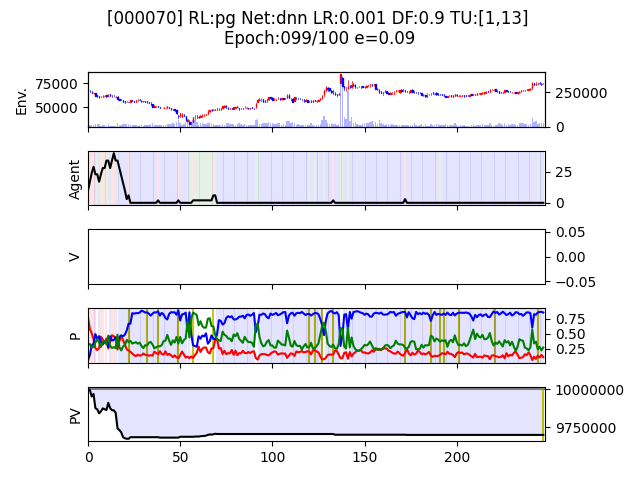 [000070] RL:pg Net:dnn LR:0.001 DF:0.9 TU:[1,13]
Epoch:099/100 e=0.09
Env.
75000
50000
250000
0
Agent
25
0
V
0.05
0.00
−0.05
P
0.75
0.50
0.25
PV
10000000
9750000
0 50 100 150 200